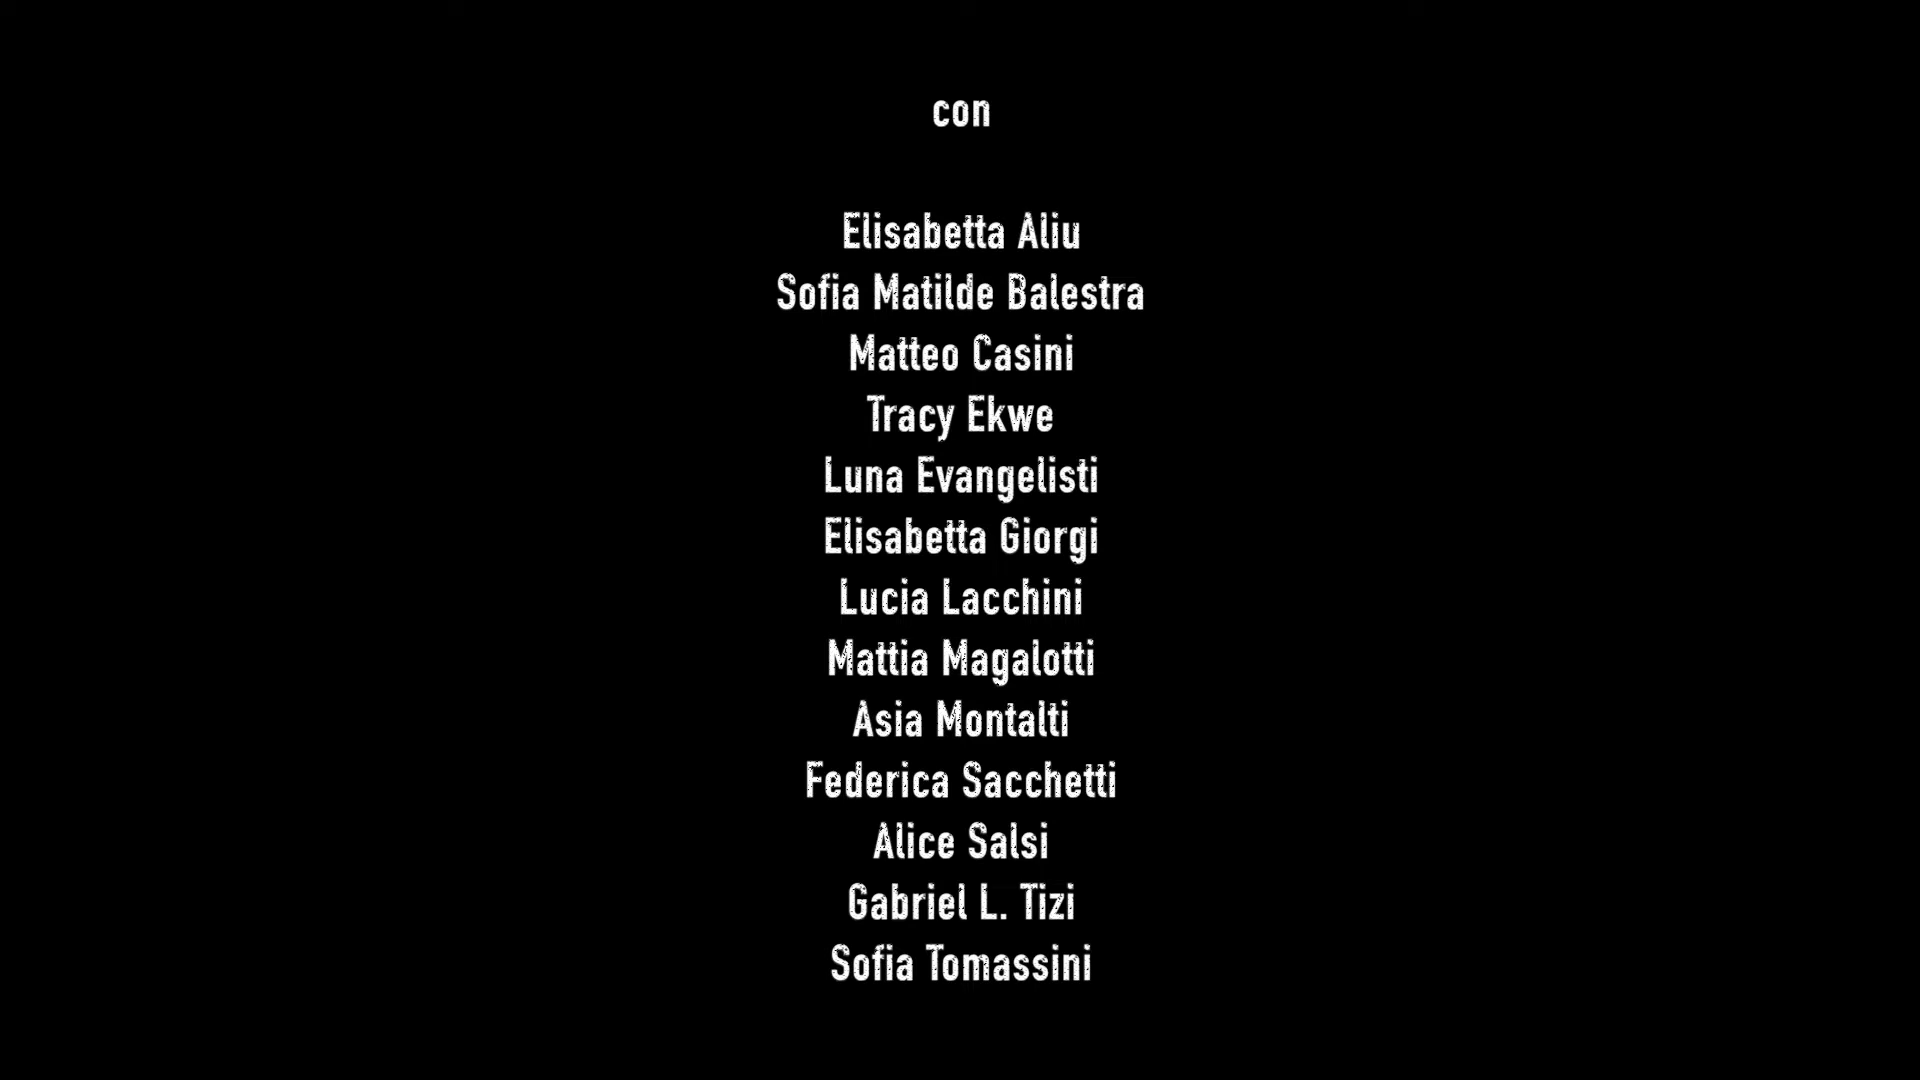 con
Elisabetta Aliu
Sofia Matilde Balestra
Matteo Casini
Tracy Ekwe
Luna Evangelisti
Elisabetta Giorgi
Lucia Lacchini
Mattia Magalotti
Asia Montalti
Federica Sacchetti
Alice Salsi
Gabriel L. Tizi
Sofia Tomassini